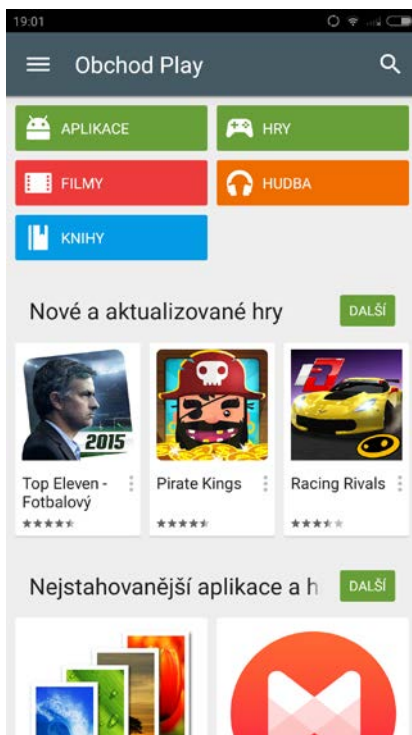 19:01
Obchod Play
APLIKACE
HRY
FILMY
HUDBA
KNIHY
Nové a aktualizované hry
DALŠÍ
2015
Top Eleven -
Fotbalový
Pirate Kings
Racing Rivals
Nejstahovanější aplikace a h
DALŠÍ